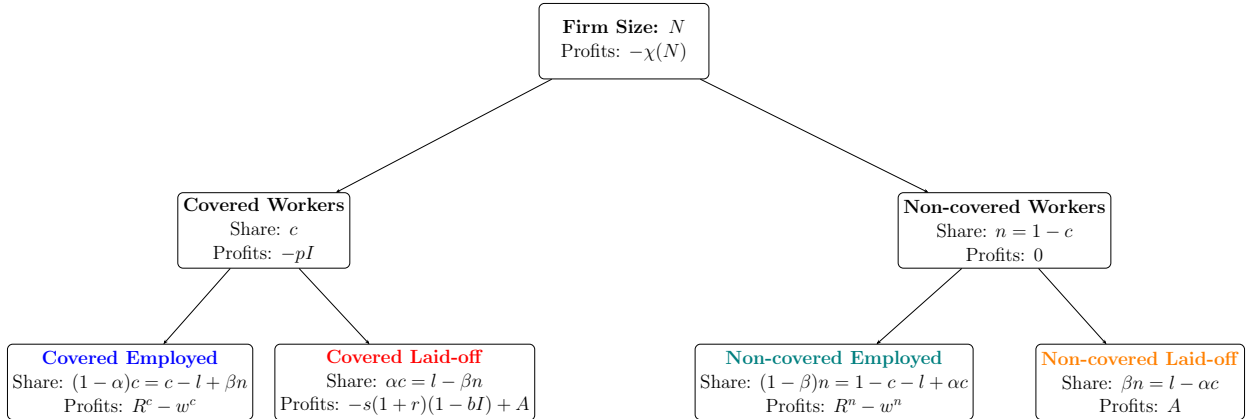 Firm Size: N
Profits: −χ(N)
Covered Workers
Share: c
Profits: −pI
Non-covered Workers
Share: n = 1 − c
Profits: 0
Covered Employed
Share: (1 − α)c = c − l + βn
Profits: R^c − w^c
Covered Laid-off
Share: αc = l − βn
Profits: −s(1 + r)(1 − bI) + A
Non-covered Employed
Share: (1 − β)n = 1 − c − l + αc
Profits: R^n − w^n
Non-covered Laid-off
Share: βn = l − αc
Profits: A